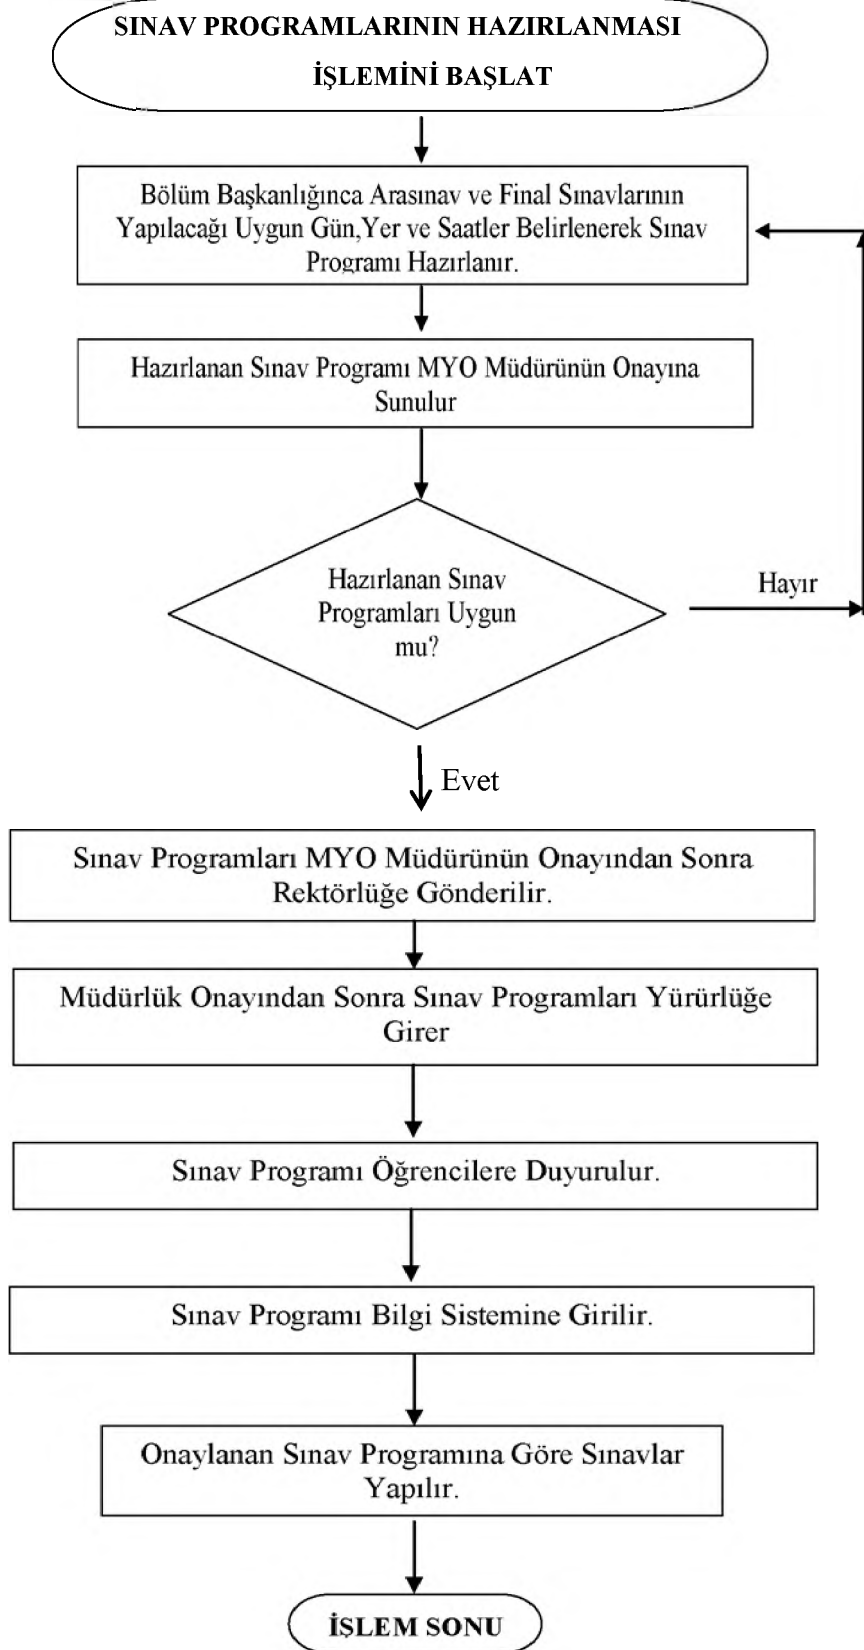 SINAV PROGRAMLARININ HAZIRLANMASI
İŞLEMİNİ BAŞLAT
Bölüm Başkanlığınca Arasınav ve Final Sınavlarının
Yapılacağı Uygun Gün,Yer ve Saatler Belirlenerek Sınav
Programı Hazırlanır.
Hazırlanan Sınav Programı MYO Müdürünün Onayına
Sunulur
Hazırlanan Sınav
Programları Uygun
mu?
Hayır
Evet
Sınav Programları MYO Müdürünün Onayından Sonra
Rektörlüğe Gönderilir.
Müdürlük Onayından Sonra Sınav Programları Yürürlüğe
Girer
Sınav Programı Öğrencilere Duyurulur.
Sınav Programı Bilgi Sistemine Girilir.
Onaylanan Sınav Programına Göre Sınavlar
Yapılır.
İŞLEM SONU